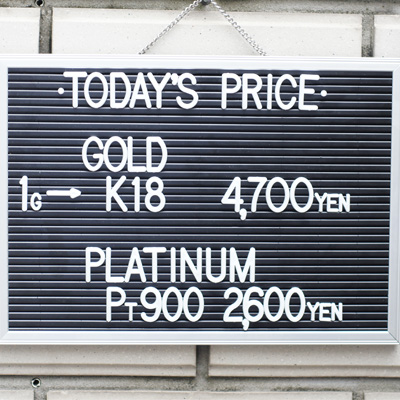 ·TODAY'S PRICE·
GOLD
1G→ K18 4,700YEN
PLATINUM
PT900 2,600YEN